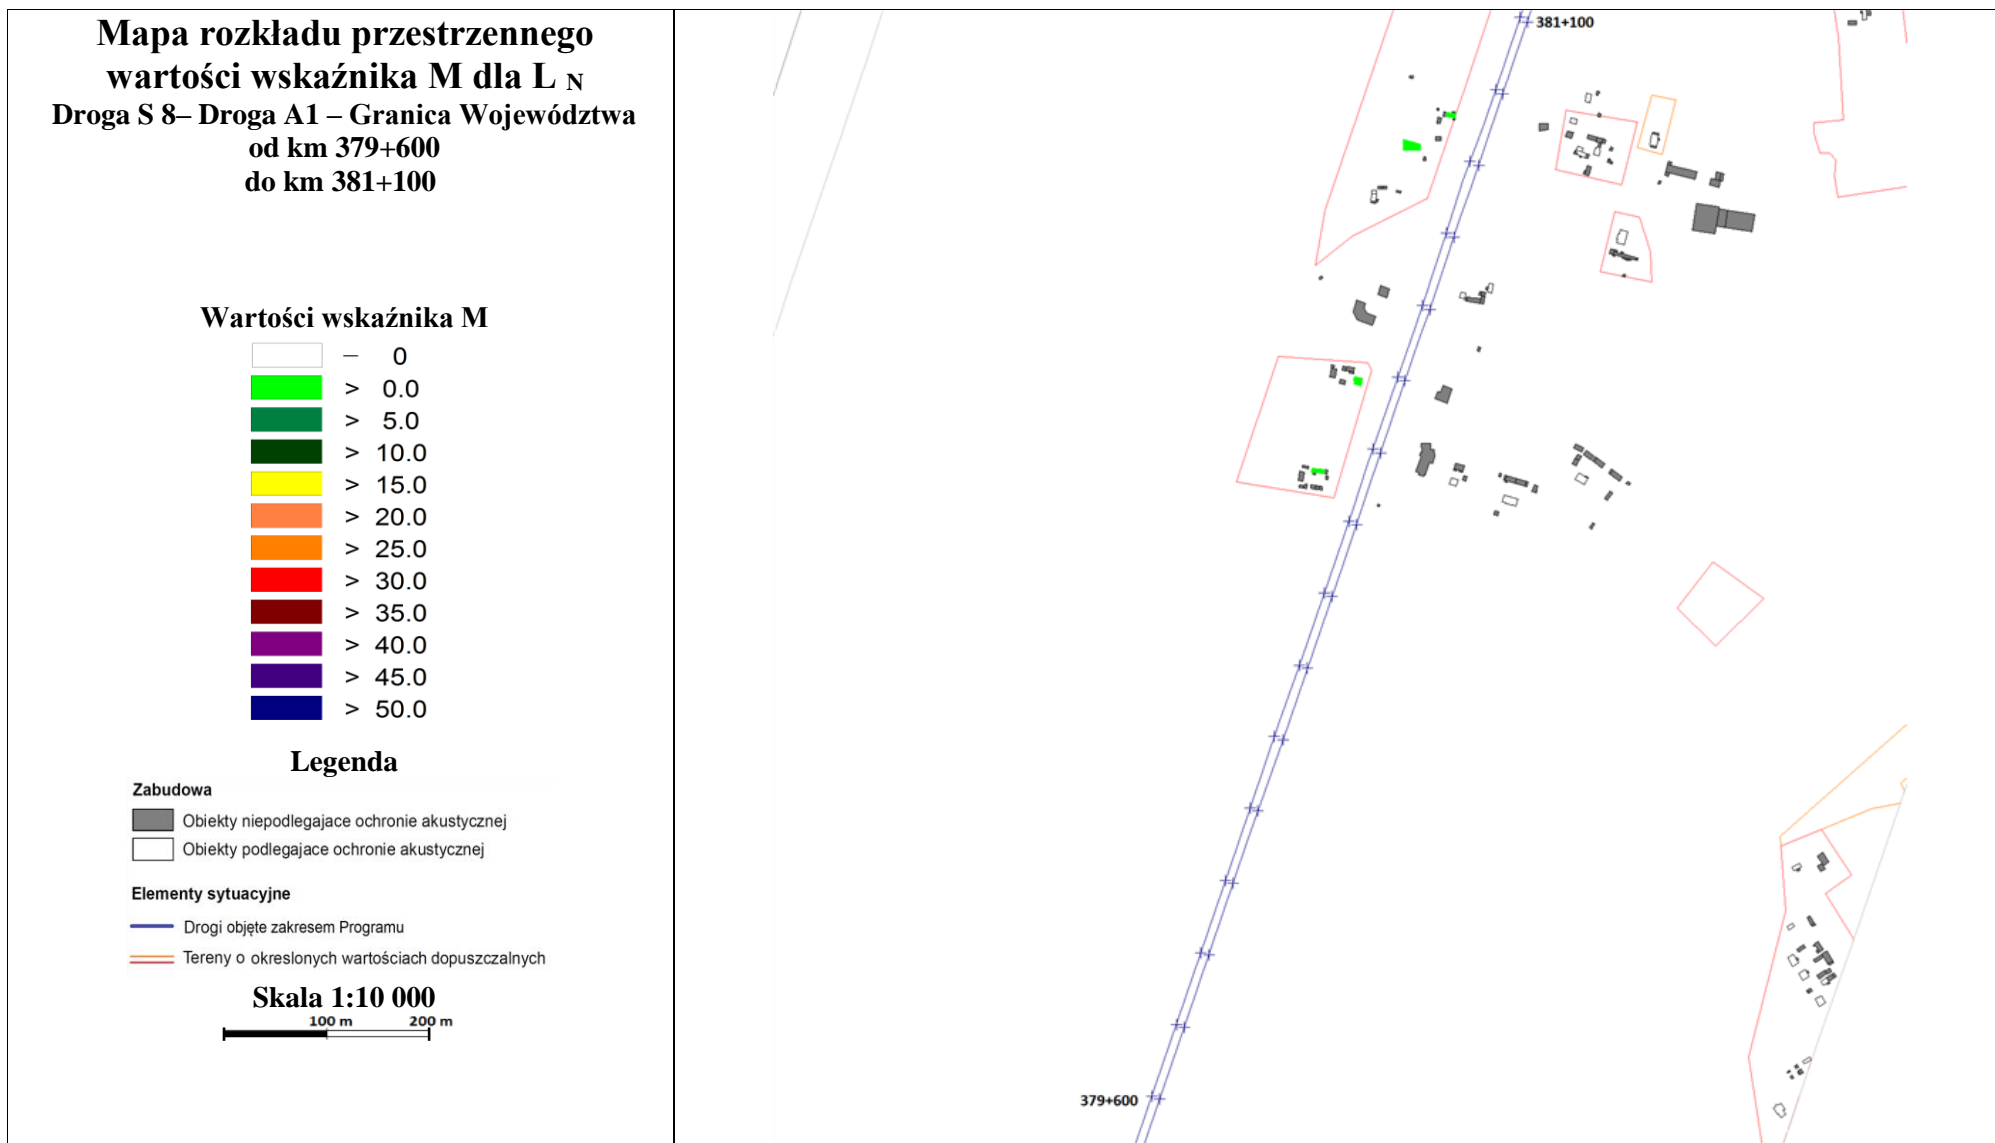 Mapa rozkładu przestrzennego
wartości wskaźnika M dla L N
Droga S 8– Droga A1 – Granica Województwa
od km 379+600
do km 381+100
Wartości wskaźnika M
– 0
> 0.0
> 5.0
> 10.0
> 15.0
> 20.0
> 25.0
> 30.0
> 35.0
> 40.0
> 45.0
> 50.0
Legenda
Zabudowa
Obiekty niepodlegajace ochronie akustycznej
Obiekty podlegajace ochronie akustycznej
Elementy sytuacyjne
Drogi objęte zakresem Programu
Tereny o okreslonych wartościach dopuszczalnych
Skala 1:10 000
100 m 200 m
381+100
379+600